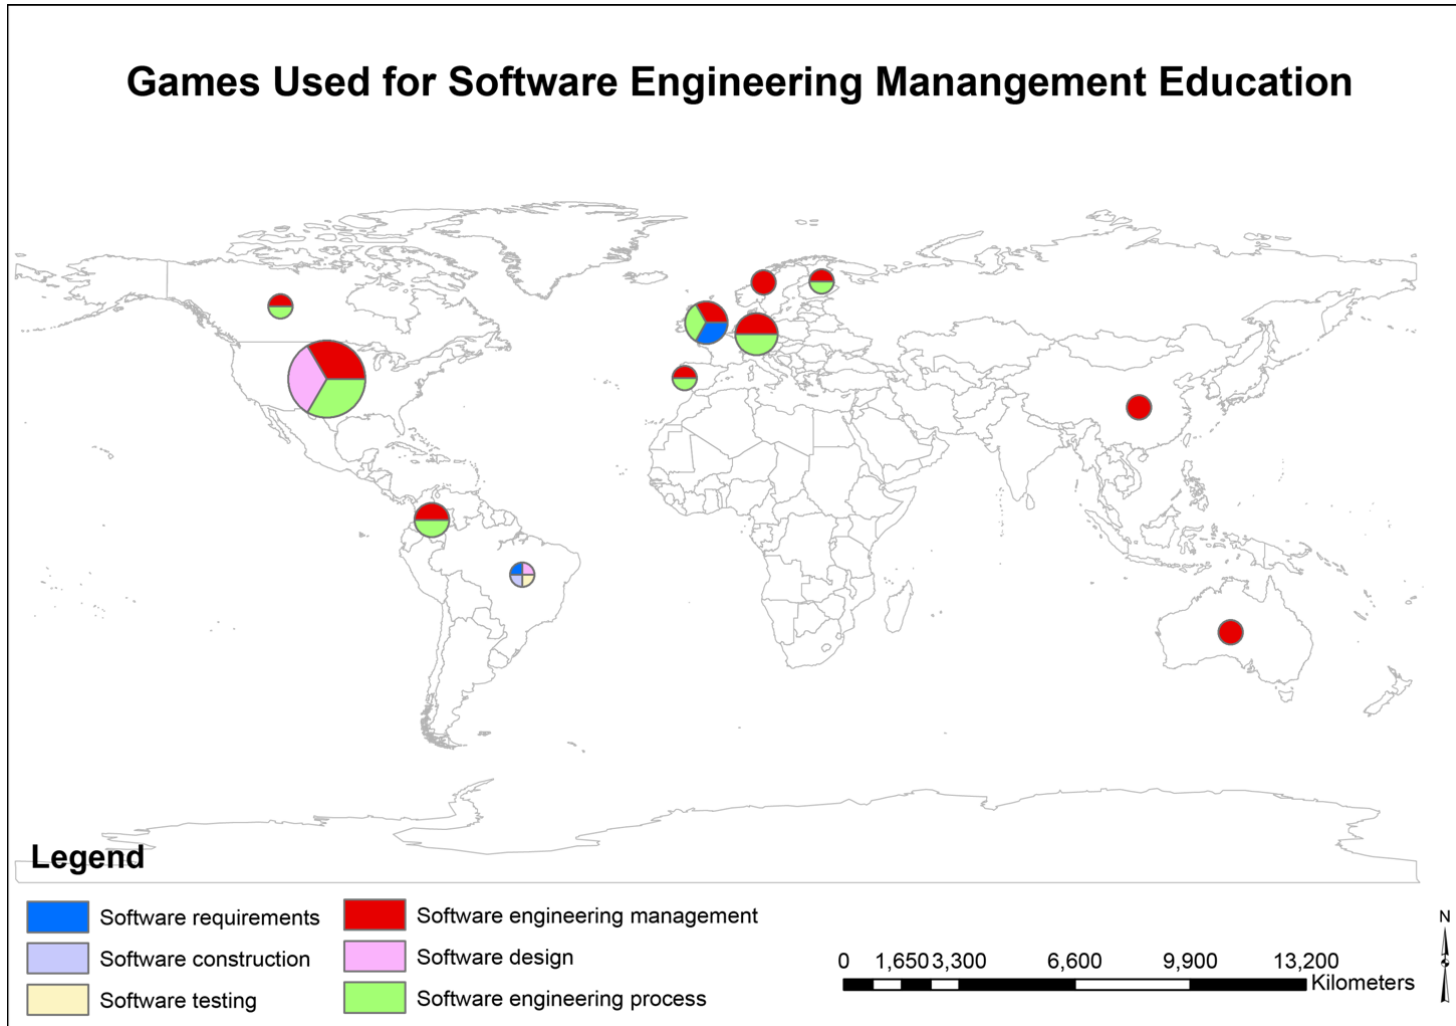 Games Used for Software Engineering Manangement Education
Legend
Software requirements
Software engineering management
Software construction
Software design
Software testing
Software engineering process
0 1,650 3,300 6,600 9,900 13,200
Kilometers
N